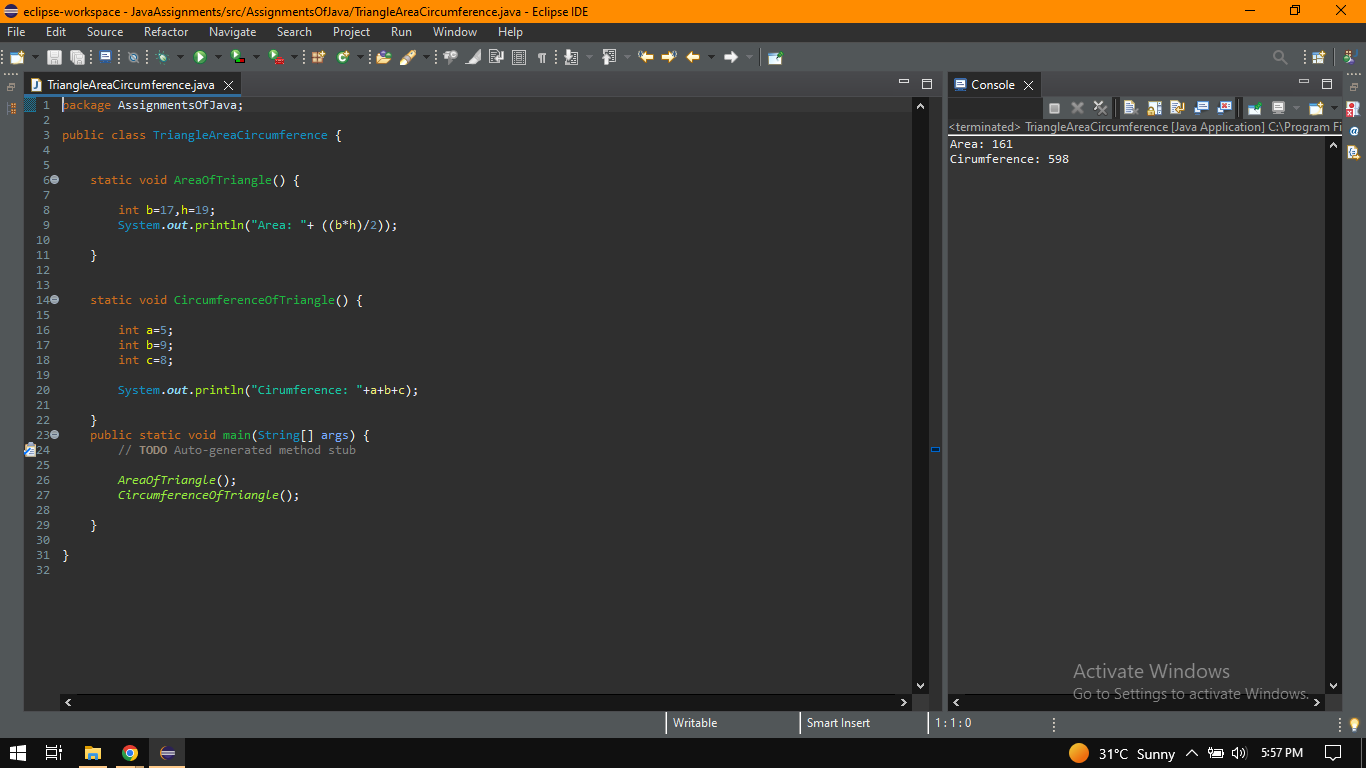 eclipse-workspace - JavaAssignments/src/AssignmentsOfJava/TriangleAreaCircumference.java - Eclipse IDE
File Edit Source Refactor Navigate Search Project Run Window Help
TriangleAreaCircumference.java
1 package AssignmentsOfJava;
2
3 public class TriangleAreaCircumference {
4
5
6 static void AreaOfTriangle() {
7
8 int b=17,h=19;
9 System.out.println("Area: "+ ((b*h)/2));
10
11 }
12
13
14 static void CircumferenceOfTriangle() {
15
16 int a=5;
17 int b=9;
18 int c=8;
19
20 System.out.println("Cirumference: "+a+b+c);
21
22 }
23 public static void main(String[] args) {
24 // TODO Auto-generated method stub
25
26 AreaOfTriangle();
27 CircumferenceOfTriangle();
28
29 }
30
31 }
32
Console
<terminated> TriangleAreaCircumference [Java Application] C:\Program Fi
Area: 161
Cirumference: 598
Activate Windows
Go to Settings to activate Windows.
Writable Smart Insert 1 : 1 : 0
31°C Sunny 5:57 PM